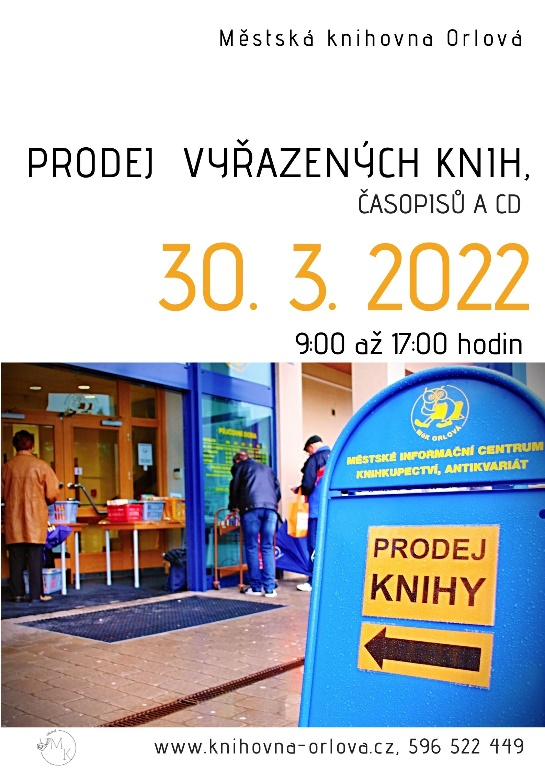 Městská knihovna Orlová
PRODEJ VYŘAZENÝCH KNIH,
ČASOPISŮ A CD
30. 3. 2022
9:00 až 17:00 hodin
MSK ORLOVÁ
MĚSTSKÉ INFORMAČNÍ CENTRUM
KNIHKUPECTVÍ, ANTIKVARIÁT
PRODEJ
KNIHY
MK
www.knihovna-orlova.cz, 596 522 449